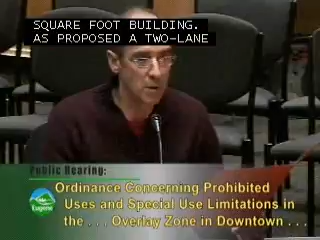 SQUARE FOOT BUILDING.
AS PROPOSED A TWO-LANE
Public Hearing:
Ordinance Concerning Prohibited
Uses and Special Use Limitations in
the . . . Overlay Zone in Downtown . . .
Eugene